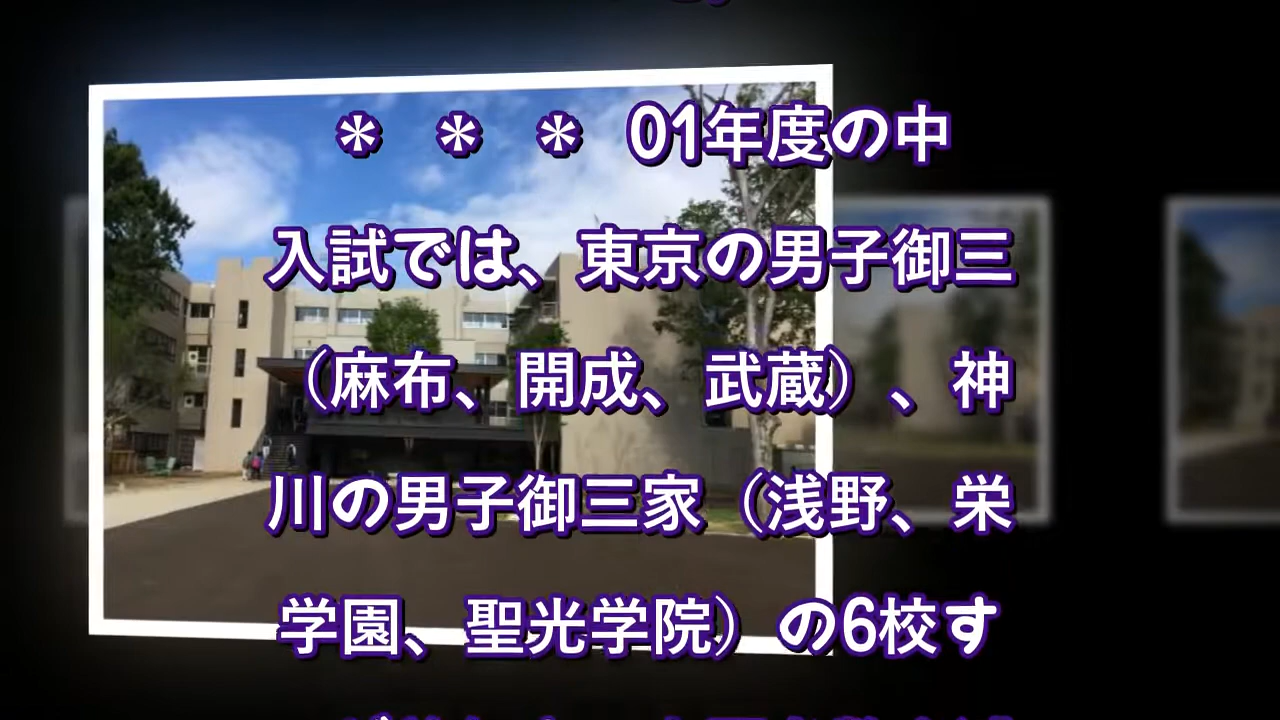 * * * 01年度の中
入試では、東京の男子御三
（麻布、開成、武蔵）、神
川の男子御三家（浅野、栄
学園、聖光学院）の6校す